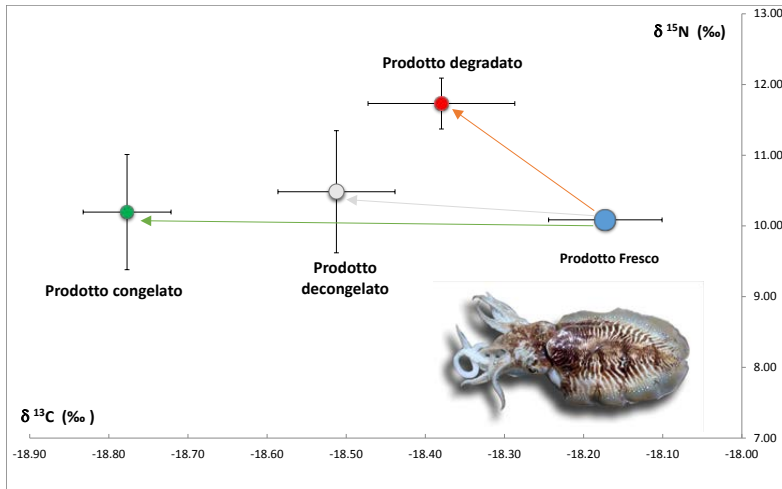 13.00
δ 15N (‰)
Prodotto degradato
12.00
11.00
10.00
Prodotto Fresco
Prodotto
decongelato
Prodotto congelato
9.00
8.00
7.00
δ 13C (‰ )
6.00
-18.90 -18.80 -18.70 -18.60 -18.50 -18.40 -18.30 -18.20 -18.10 -18.00